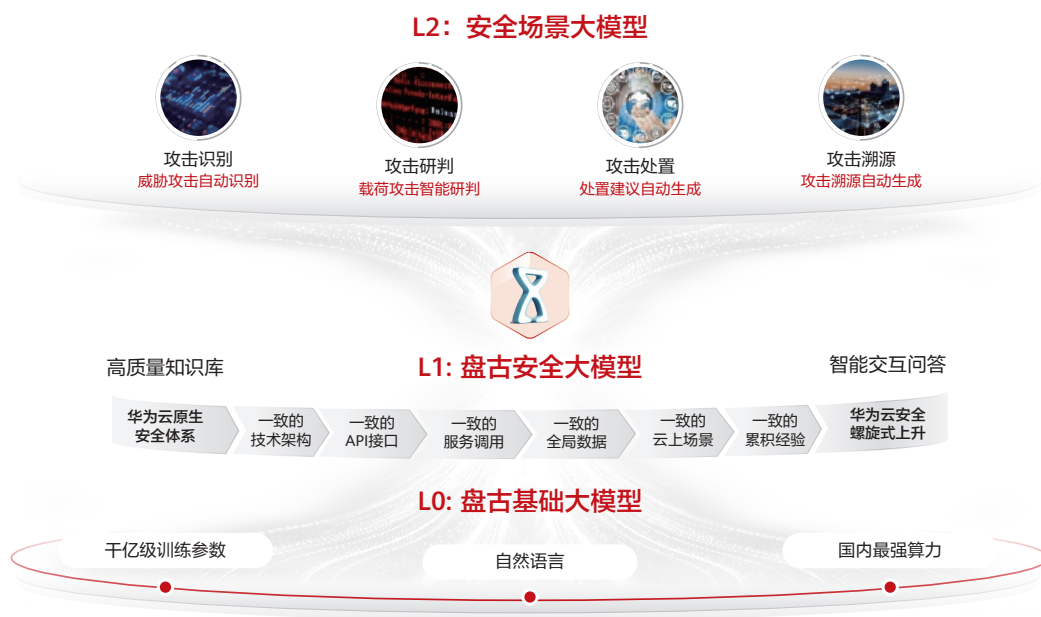 L2：安全场景大模型
攻击识别
威胁攻击自动识别
攻击研判
载荷攻击智能研判
攻击处置
处置建议自动生成
攻击溯源
攻击溯源自动生成
高质量知识库
L1: 盘古安全大模型
智能交互问答
华为云原生
安全体系
一致的
技术架构
一致的
API接口
一致的
服务调用
一致的
全局数据
一致的
云上场景
一致的
累积经验
华为云安全
螺旋式上升
L0: 盘古基础大模型
千亿级训练参数
自然语言
国内最强算力